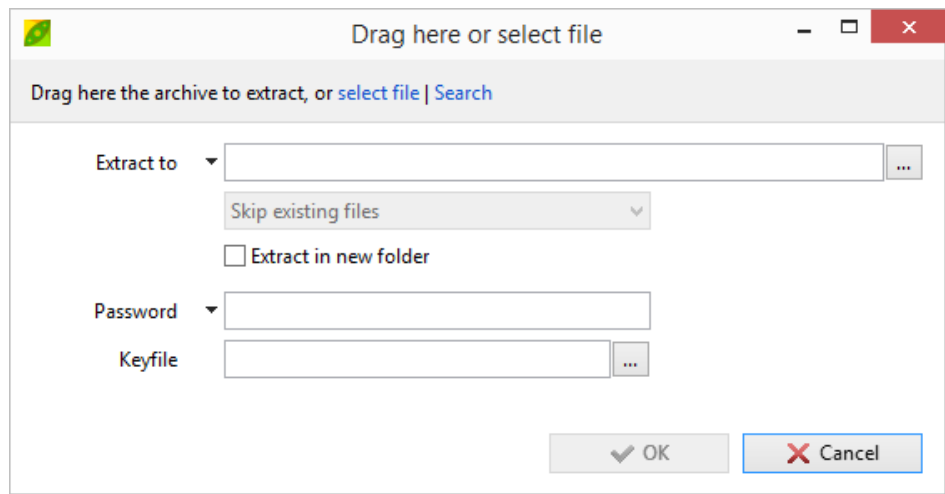 Drag here or select file
Drag here the archive to extract, or select file | Search
Extract to
...
Skip existing files
Extract in new folder
Password
Keyfile
...
OK
Cancel